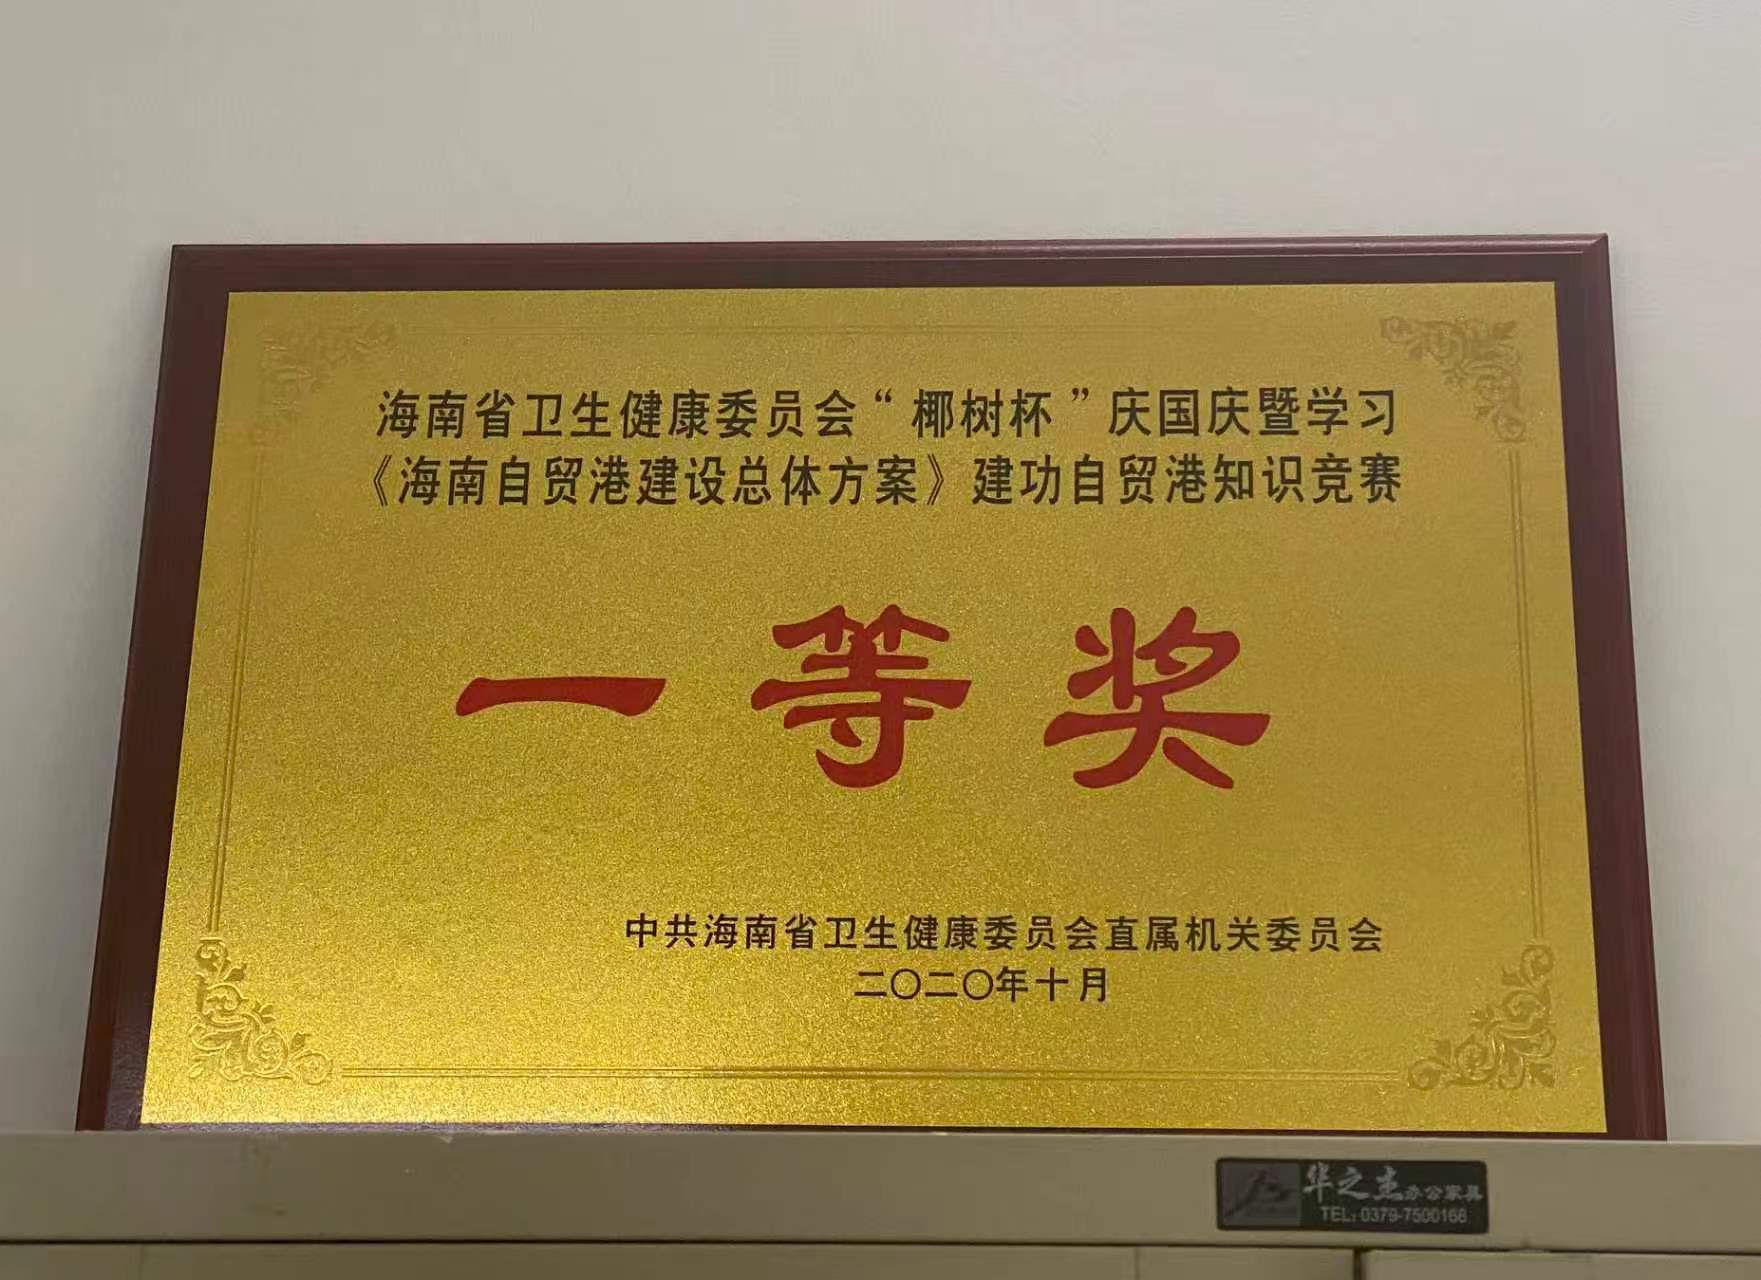 海南省卫生健康委员会“椰树杯”庆国庆暨学习
《海南自贸港建设总体方案》建功自贸港知识竞赛
一等奖
中共海南省卫生健康委员会直属机关委员会
二〇二〇年十月
华之杰办公家具
TEL:0379-7500166